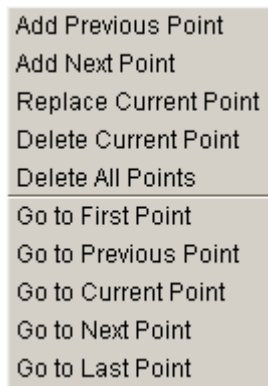 Add Previous Point
Add Next Point
Replace Current Point
Delete Current Point
Delete All Points
Go to First Point
Go to Previous Point
Go to Current Point
Go to Next Point
Go to Last Point